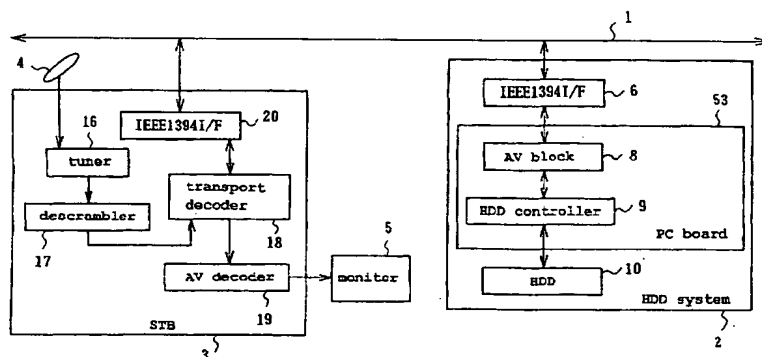 1
4
IEEE1394I/F
20
16
tuner
descrambler
17
transport
decoder
18
AV decoder
19
5
monitor
STB
3
IEEE1394I/F
6
53
AV block
8
HDD controller
9
PC board
HDD
10
HDD system
2